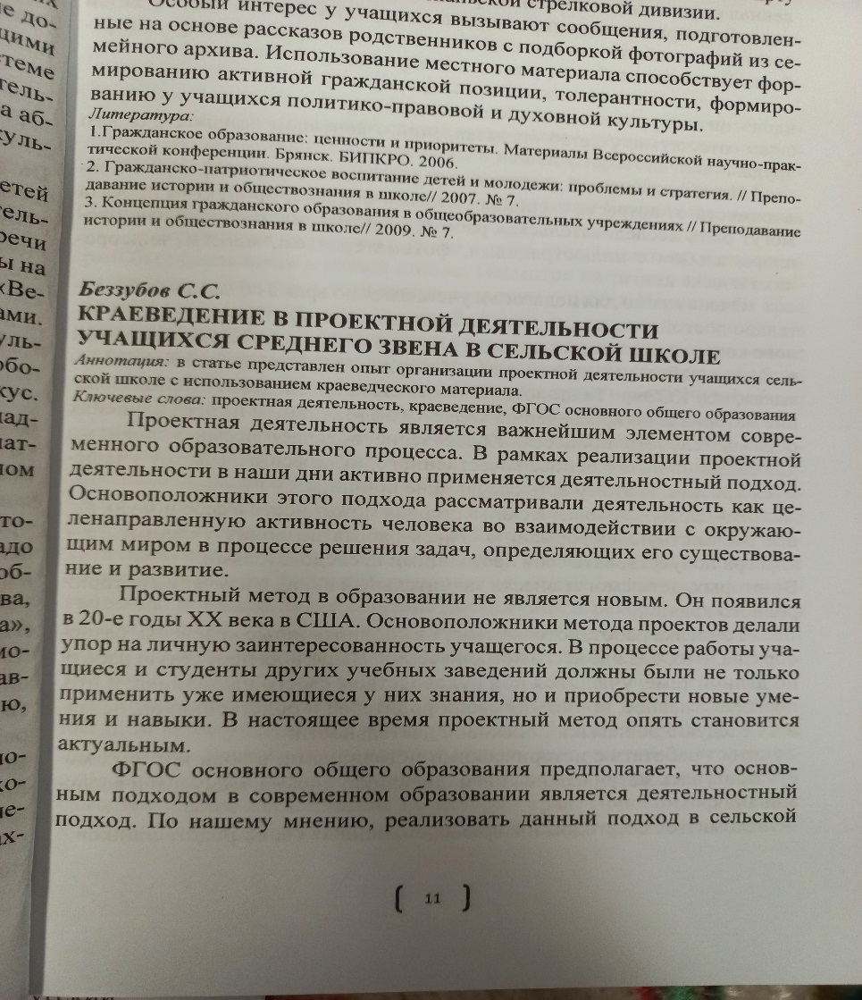 стрелковой дивизии.
Особый интерес у учащихся вызывают сообщения, подготовлен-
ные на основе рассказов родственников с подборкой фотографий из се-
мейного архива. Использование местного материала способствует фор-
мированию активной гражданской позиции, толерантности, формиро-
ванию у учащихся политико-правовой и духовной культуры.
Литература:
1.Гражданское образование: ценности и приоритеты. Материалы Всероссийской научно-прак-
тической конференции. Брянск. БИПКРО. 2006.
2. Гражданско-патриотическое воспитание детей и молодежи: проблемы и стратегия. // Препо-
давание истории и обществознания в школе// 2007. № 7.
3. Концепция гражданского образования в общеобразовательных учреждениях // Преподавание
истории и обществознания в школе// 2009. № 7.
Беззубов С.С.
КРАЕВЕДЕНИЕ В ПРОЕКТНОЙ ДЕЯТЕЛЬНОСТИ
УЧАЩИХСЯ СРЕДНЕГО ЗВЕНА В СЕЛЬСКОЙ ШКОЛЕ
Аннотация: в статье представлен опыт организации проектной деятельности учащихся сель-
ской школе с использованием краеведческого материала.
Ключевые слова: проектная деятельность, краеведение, ФГОС основного общего образования
Проектная деятельность является важнейшим элементом совре-
менного образовательного процесса. В рамках реализации проектной
деятельности в наши дни активно применяется деятельностный подход.
Основоположники этого подхода рассматривали деятельность как це-
ленаправленную активность человека во взаимодействии с окружаю-
щим миром в процессе решения задач, определяющих его существова-
ние и развитие.
Проектный метод в образовании не является новым. Он появился
в 20-е годы XX века в США. Основоположники метода проектов делали
упор на личную заинтересованность учащегося. В процессе работы уча-
щиеся и студенты других учебных заведений должны были не только
применить уже имеющиеся у них знания, но и приобрести новые уме-
ния и навыки. В настоящее время проектный метод опять становится
актуальным.
ФГОС основного общего образования предполагает, что основ-
ным подходом в современном образовании является деятельностный
подход. По нашему мнению, реализовать данный подход в сельской
11